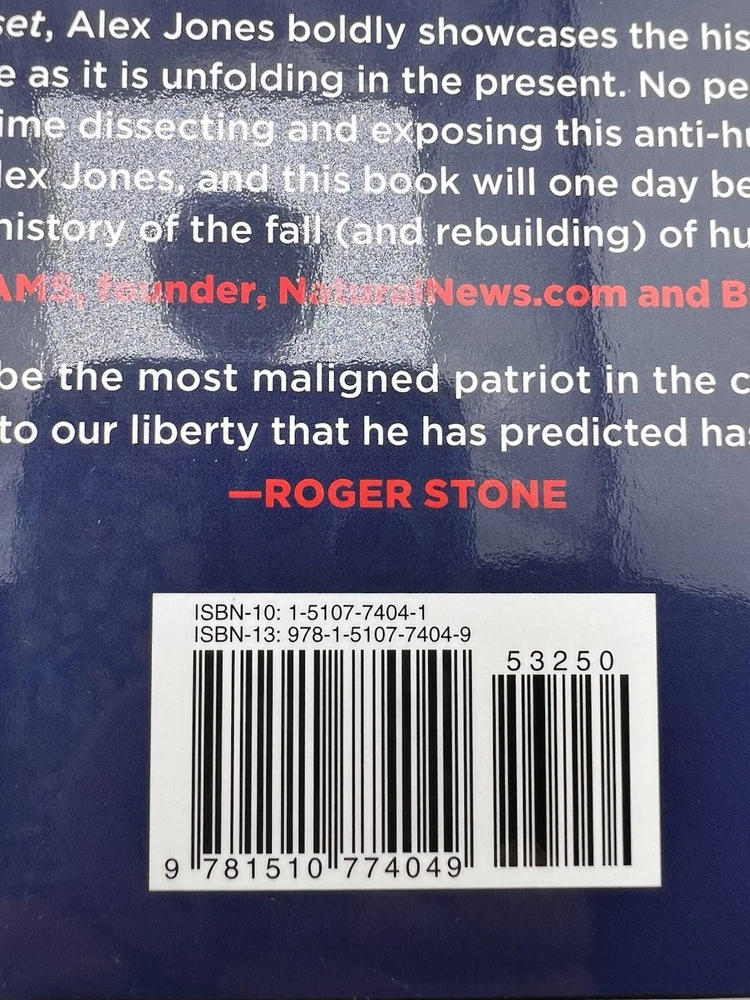 set, Alex Jones boldly showcases the his
e as it is unfolding in the present. No pe
ime dissecting and exposing this anti-hu
lex Jones, and this book will one day be
history of the fall (and rebuilding) of hu
AMS, founder, NaturalNews.com and B
be the most maligned patriot in the c
to our liberty that he has predicted has
—ROGER STONE
ISBN-10: 1-5107-7404-1
ISBN-13: 978-1-5107-7404-9
53250
9 781510 774049